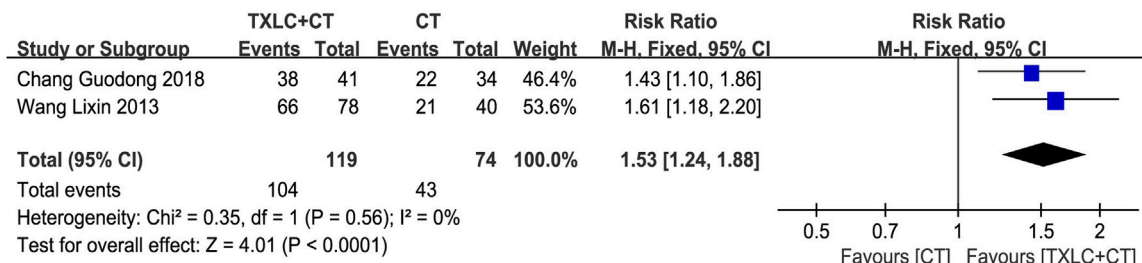 TXLC+CT CT Risk Ratio Risk Ratio
Study or Subgroup Events Total Events Total Weight M-H, Fixed, 95% CI M-H, Fixed, 95% CI
Chang Guodong 2018 38 41 22 34 46.4% 1.43 [1.10, 1.86]
Wang Lixin 2013 66 78 21 40 53.6% 1.61 [1.18, 2.20]
Total (95% CI) 119 74 100.0% 1.53 [1.24, 1.88]
Total events 104 43
Heterogeneity: Chi² = 0.35, df = 1 (P = 0.56); I² = 0%
Test for overall effect: Z = 4.01 (P < 0.0001)
0.5 0.7 1 1.5 2
Favours [CT] Favours [TXLC+CT]